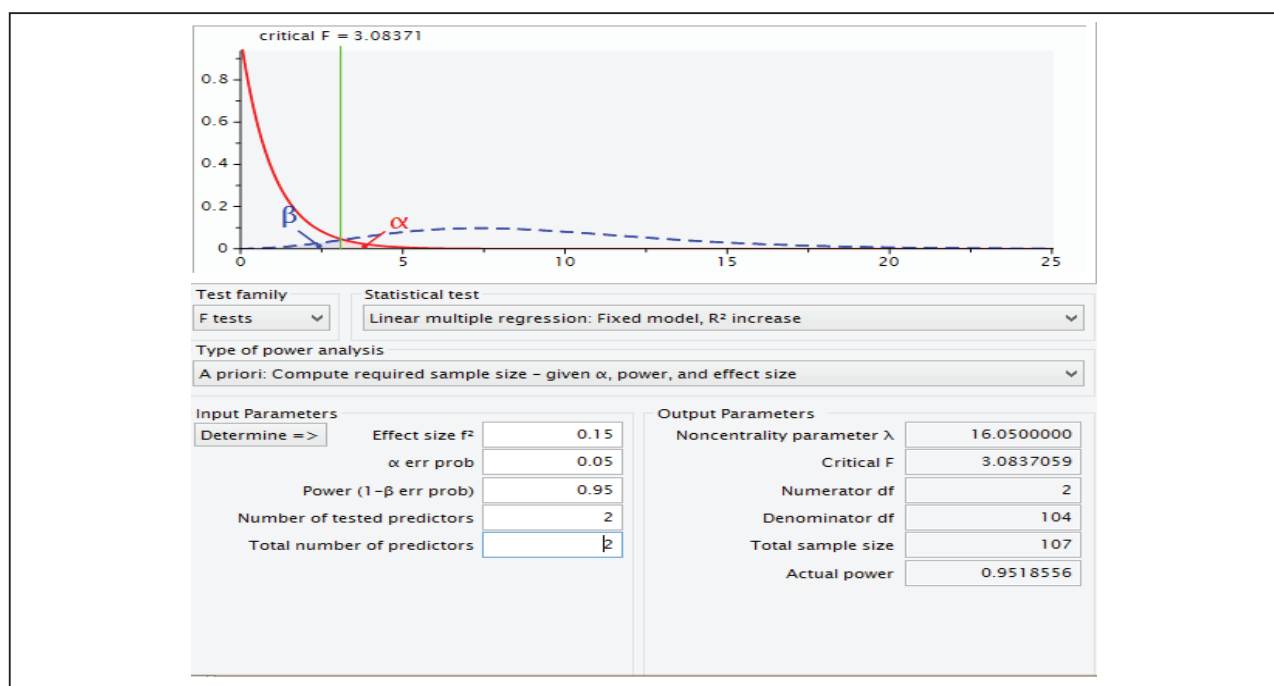 critical F = 3.08371
0.8
0.6
0.4
0.2
β
α
0
0 5 10 15 20 25
Test family
Statistical test
F tests
Linear multiple regression: Fixed model, R² increase
Type of power analysis
A priori: Compute required sample size – given α, power, and effect size
Input Parameters
Output Parameters
Determine => Effect size f² 0.15
Noncentrality parameter λ 16.0500000
α err prob 0.05
Critical F 3.0837059
Power (1-β err prob) 0.95
Numerator df 2
Number of tested predictors 2
Denominator df 104
Total number of predictors 2
Total sample size 107
Actual power 0.9518556